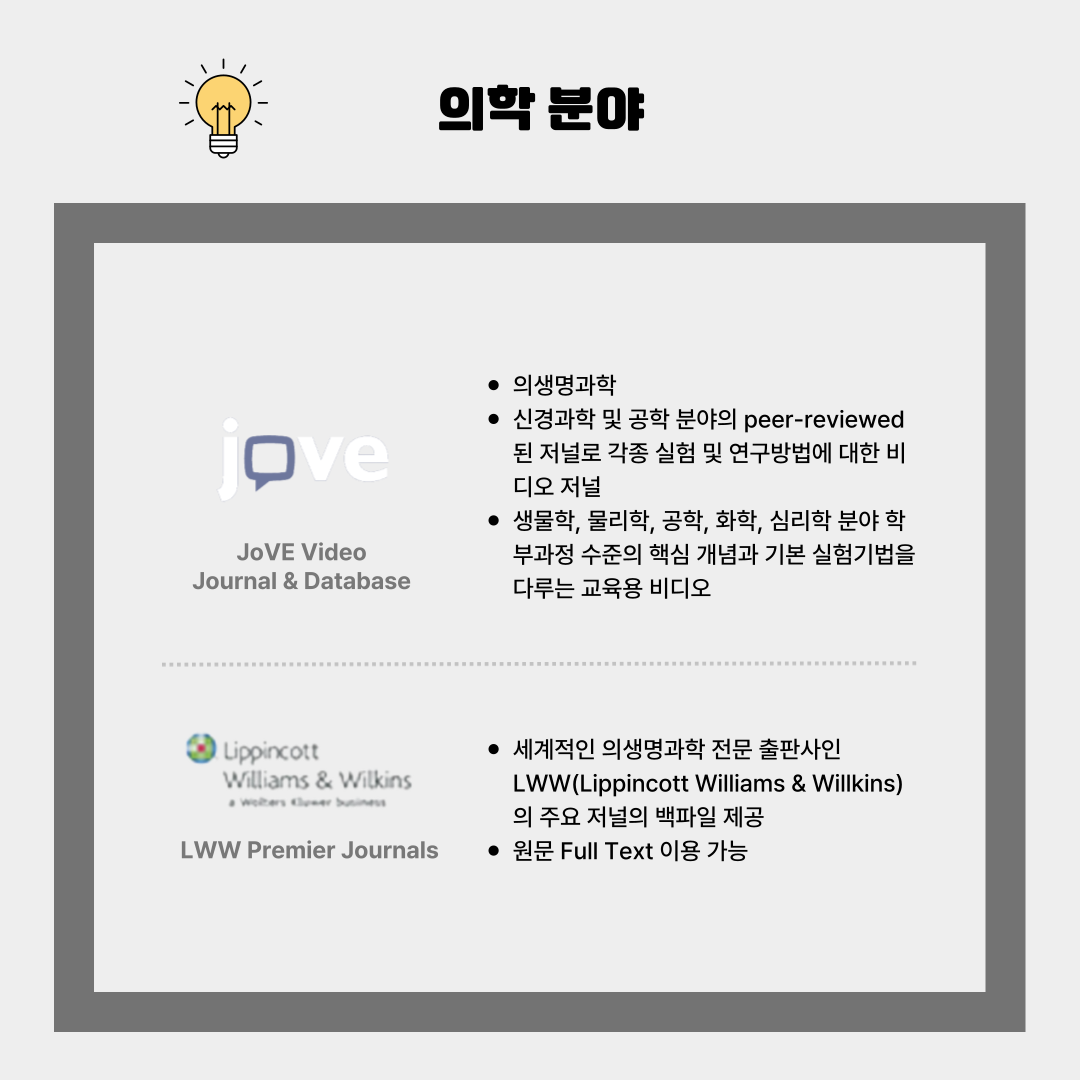 의학 분야
jove
JoVE Video
Journal & Database
• 의생명과학
• 신경과학 및 공학 분야의 peer-reviewed
된 저널로 각종 실험 및 연구방법에 대한 비
디오 저널
• 생물학, 물리학, 공학, 화학, 심리학 분야 학
부과정 수준의 핵심 개념과 기본 실험기법을
다루는 교육용 비디오
Lippincott
Williams & Wilkins
a Wolters Kluwer business
LWW Premier Journals
• 세계적인 의생명과학 전문 출판사인
LWW(Lippincott Williams & Willkins)
의 주요 저널의 백파일 제공
• 원문 Full Text 이용 가능